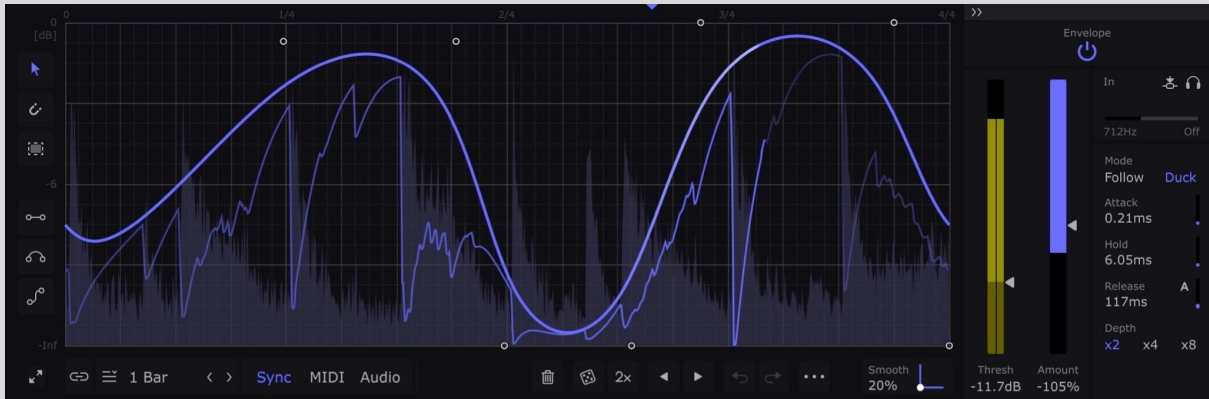 0 1/4 2/4 3/4 4/4
0
[dB]
-6
-Inf
1 Bar
Sync MIDI Audio
2x
Smooth
20%
>>
Envelope
In
712Hz Off
Mode
Follow Duck
Attack
0.21ms
Hold
6.05ms
Release A
117ms
Depth
x2 x4 x8
Thresh Amount
-11.7dB -105%